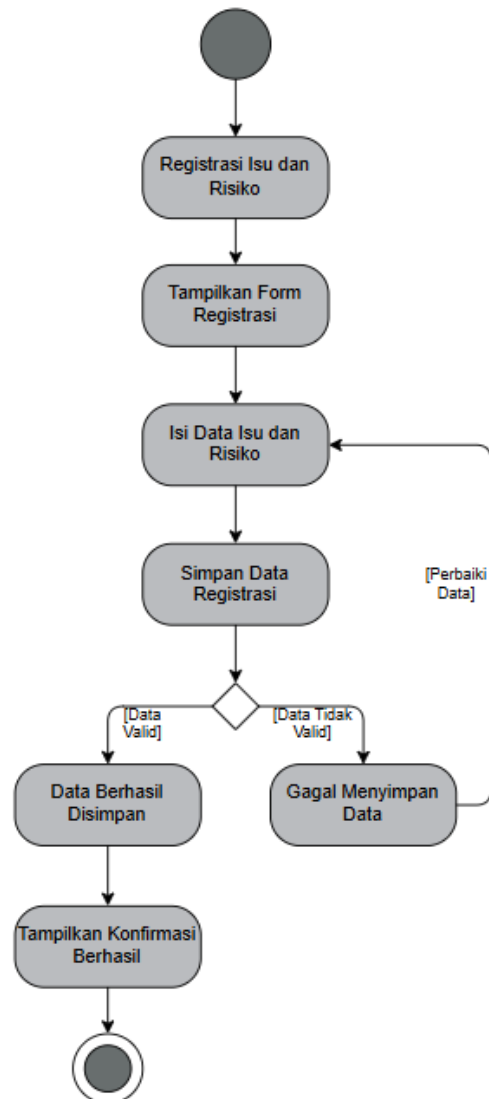 Registrasi Isu dan
Risiko
Tampilkan Form
Registrasi
Isi Data Isu dan
Risiko
Simpan Data
Registrasi
[Perbaiki
Data]
[Data
Valid]
[Data Tidak
Valid]
Data Berhasil
Disimpan
Gagal Menyimpan
Data
Tampilkan Konfirmasi
Berhasil